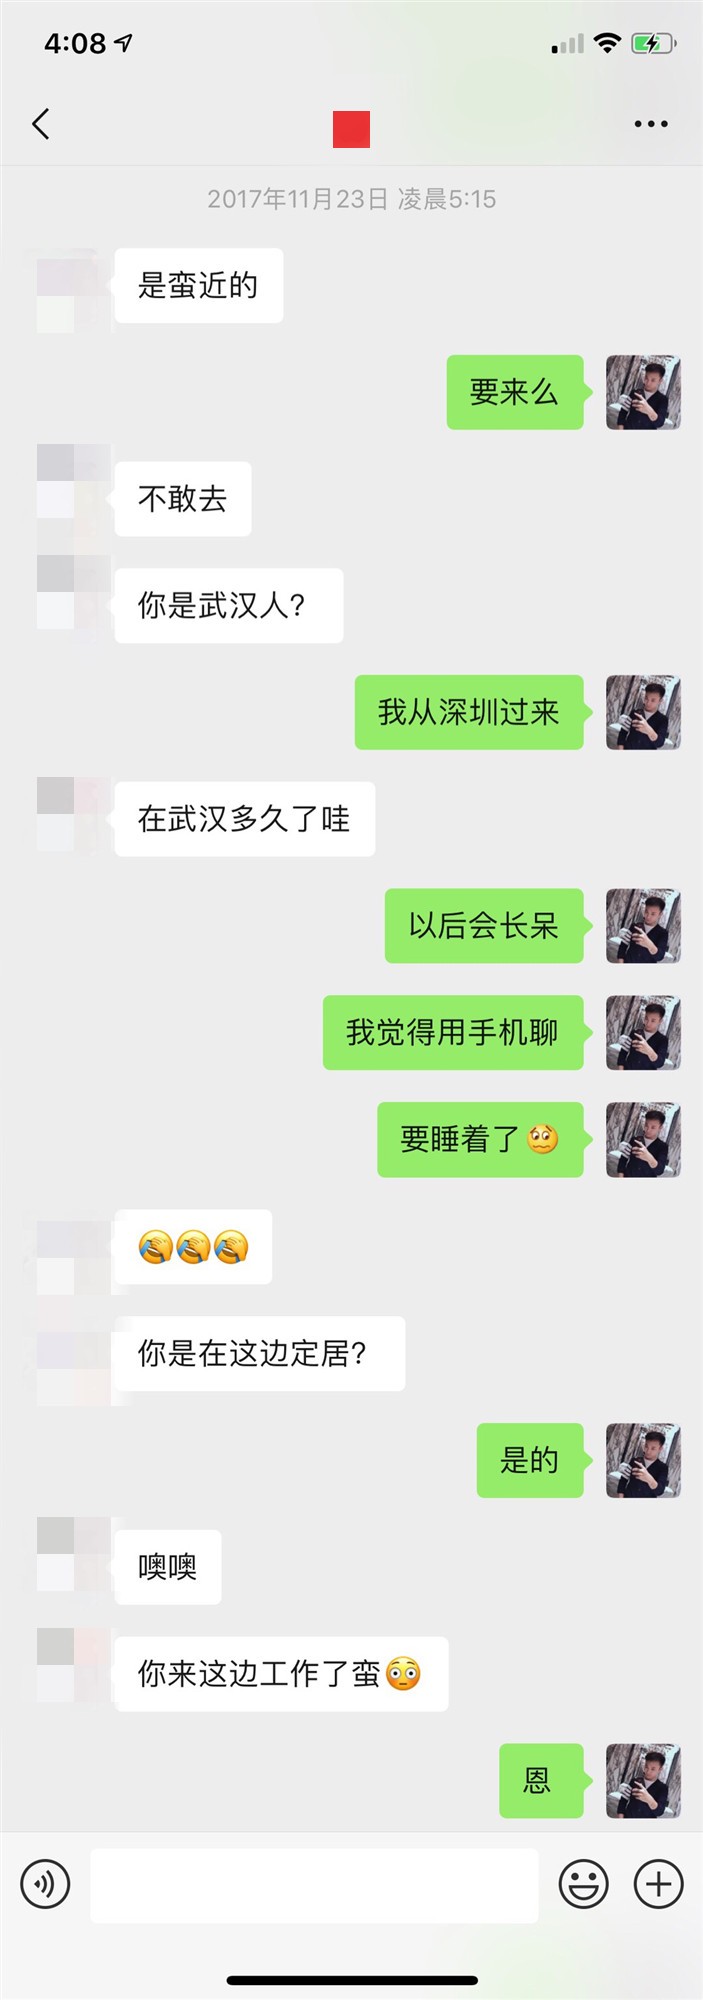 4:08
2017年11月23日 凌晨5:15
是蛮近的
要来么
不敢去
你是武汉人?
我从深圳过来
在武汉多久了哇
以后会长呆
我觉得用手机聊
要睡着了🥴
🤦🤦🤦
你是在这边定居?
是的
噢噢
你来这边工作了蛮😳
恩